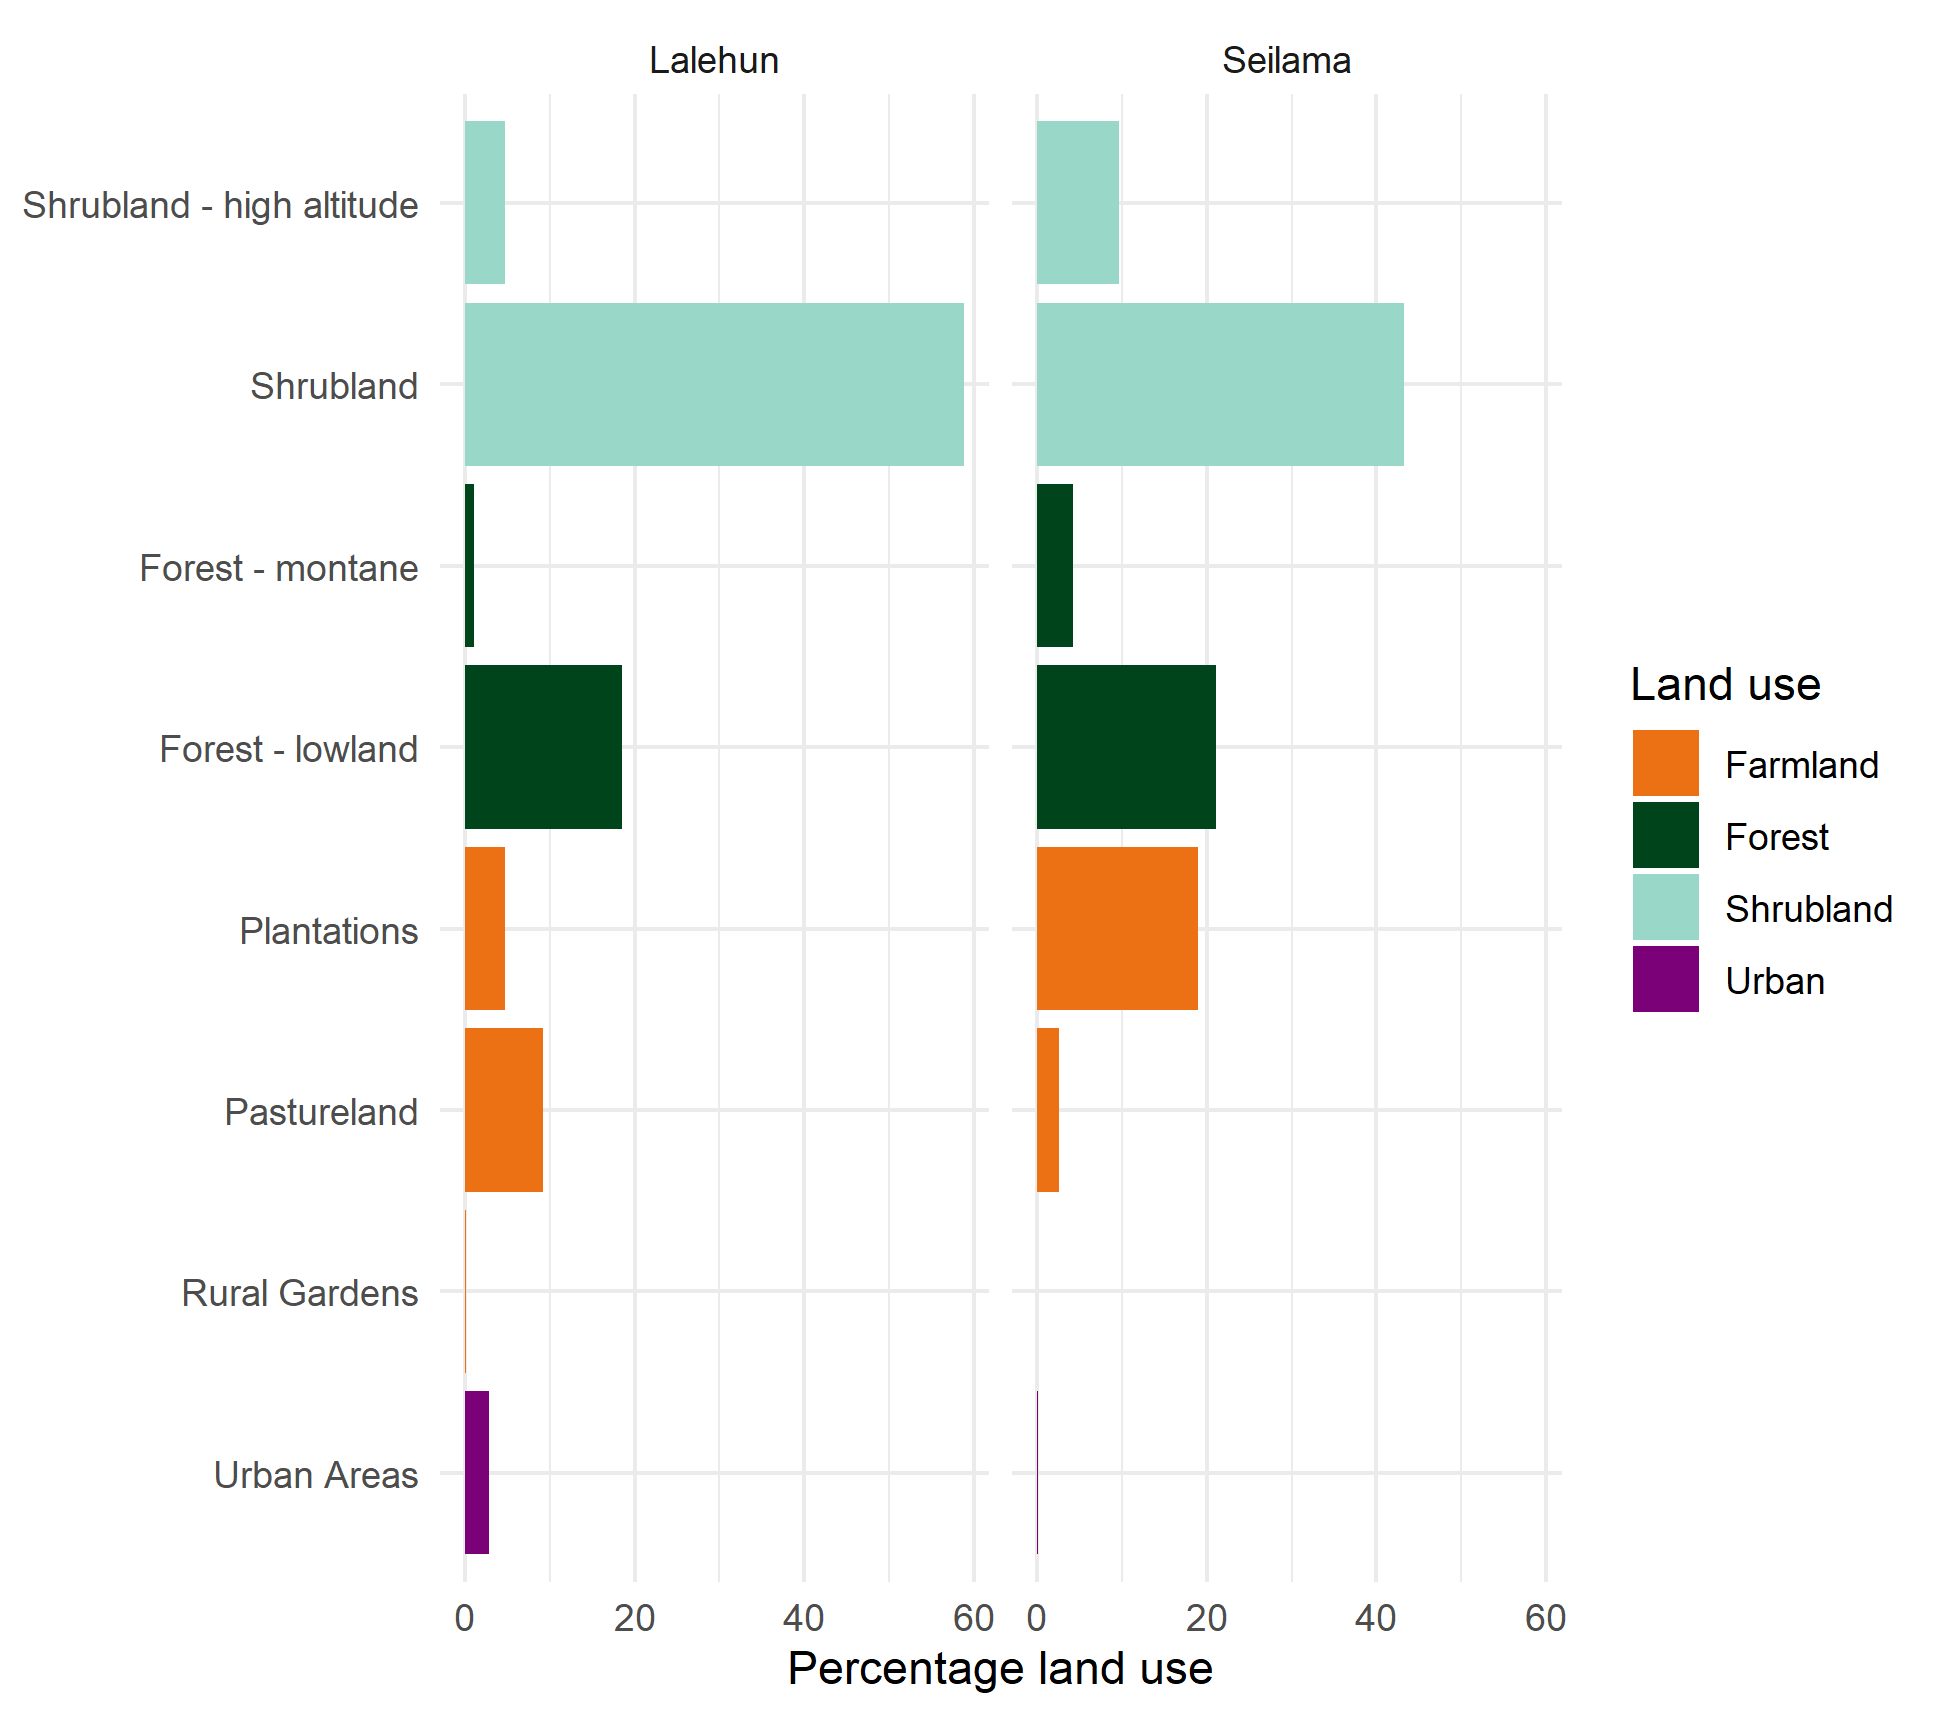 Lalehun
Seilama
Shrubland - high altitude
Shrubland
Forest - montane
Forest - lowland
Plantations
Pastureland
Rural Gardens
Urban Areas
0 20 40 60 0 20 40 60
Percentage land use
Land use
Farmland
Forest
Shrubland
Urban